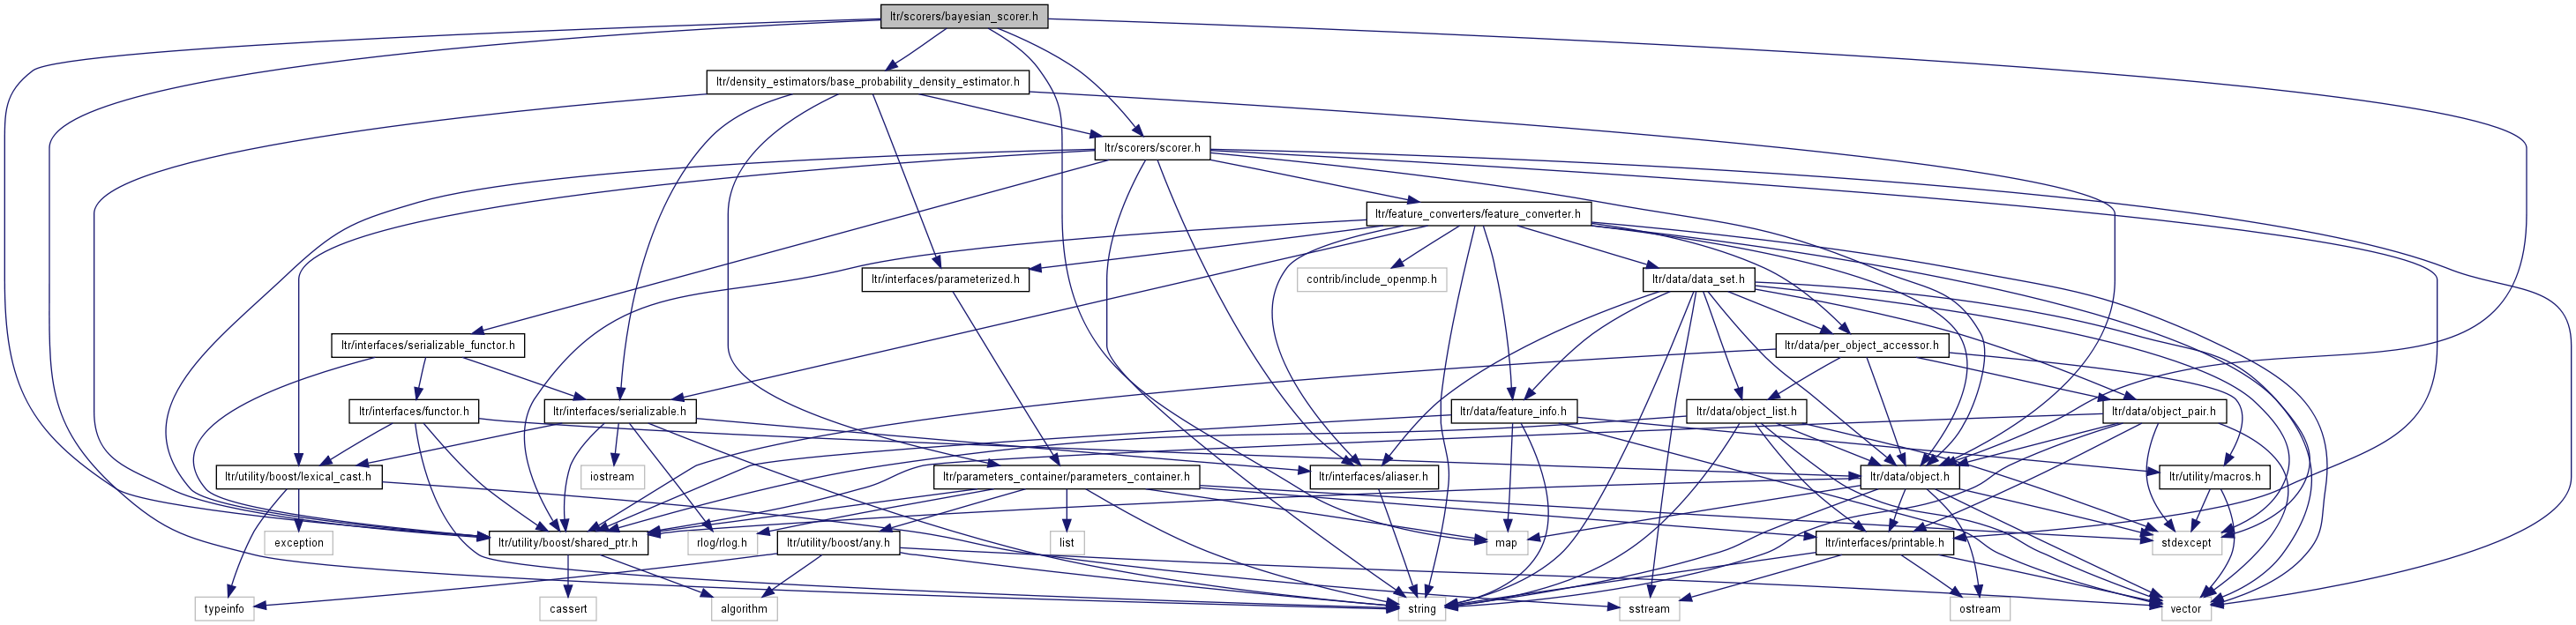 ltr/scorers/bayesian_scorer.h
ltr/density_estimators/base_probability_density_estimator.h
ltr/scorers/scorer.h
ltr/feature_converters/feature_converter.h
ltr/interfaces/parameterized.h
contrib/include_openmp.h
ltr/data/data_set.h
ltr/interfaces/serializable_functor.h
ltr/data/per_object_accessor.h
ltr/interfaces/functor.h
ltr/interfaces/serializable.h
ltr/data/feature_info.h
ltr/data/object_list.h
ltr/data/object_pair.h
ltr/utility/boost/lexical_cast.h
iostream
ltr/parameters_container/parameters_container.h
ltr/interfaces/aliaser.h
ltr/data/object.h
ltr/utility/macros.h
exception
ltr/utility/boost/shared_ptr.h
rlog/rlog.h
ltr/utility/boost/any.h
list
map
ltr/interfaces/printable.h
stdexcept
typeinfo
cassert
algorithm
string
sstream
ostream
vector